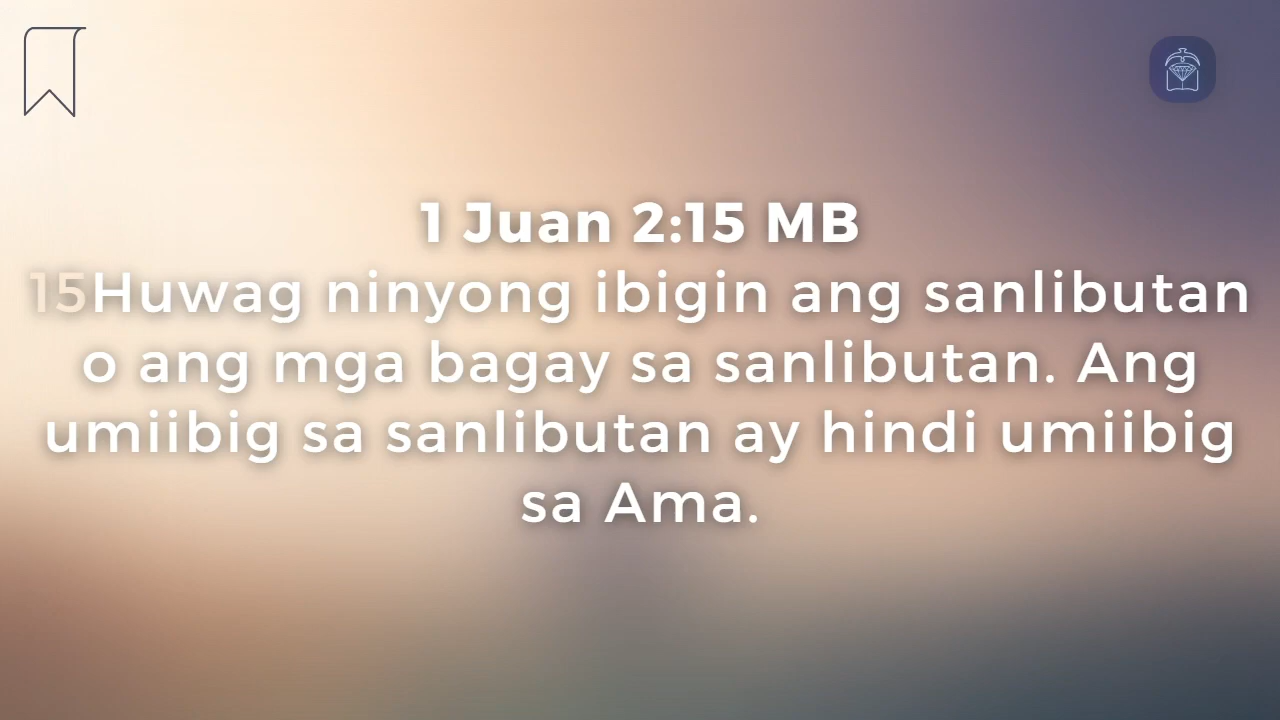 1 Juan 2:15 MB
15Huwag ninyong ibigin ang sanlibutan
o ang mga bagay sa sanlibutan. Ang
umiibig sa sanlibutan ay hindi umiibig
sa Ama.